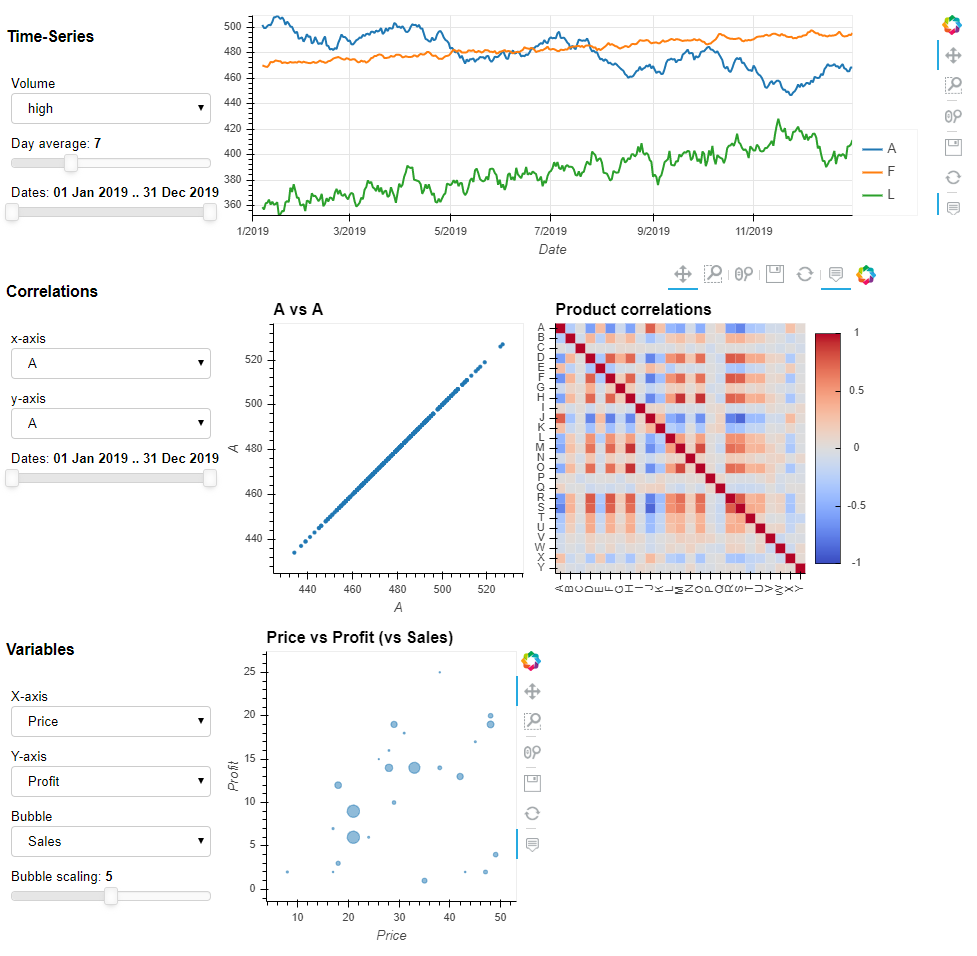 Time-Series
Volume
high
Day average: 7
Dates: 01 Jan 2019 .. 31 Dec 2019
500
480
460
440
420
400
380
360
1/2019 3/2019 5/2019 7/2019 9/2019 11/2019
Date
A
F
L
Correlations
x-axis
A
y-axis
A
Dates: 01 Jan 2019 .. 31 Dec 2019
A vs A
520
500
480
460
440
A
440 460 480 500 520
A
Product correlations
A
B
C
D
E
F
G
H
I
J
K
L
M
N
O
P
Q
R
S
T
U
V
W
X
Y
A B C D E F G H I J K L M N O P Q R S T U V W X Y
1
0.5
0
-0.5
-1
Variables
X-axis
Price
Y-axis
Profit
Bubble
Sales
Bubble scaling: 5
Price vs Profit (vs Sales)
25
20
15
10
5
0
Profit
10 20 30 40 50
Price